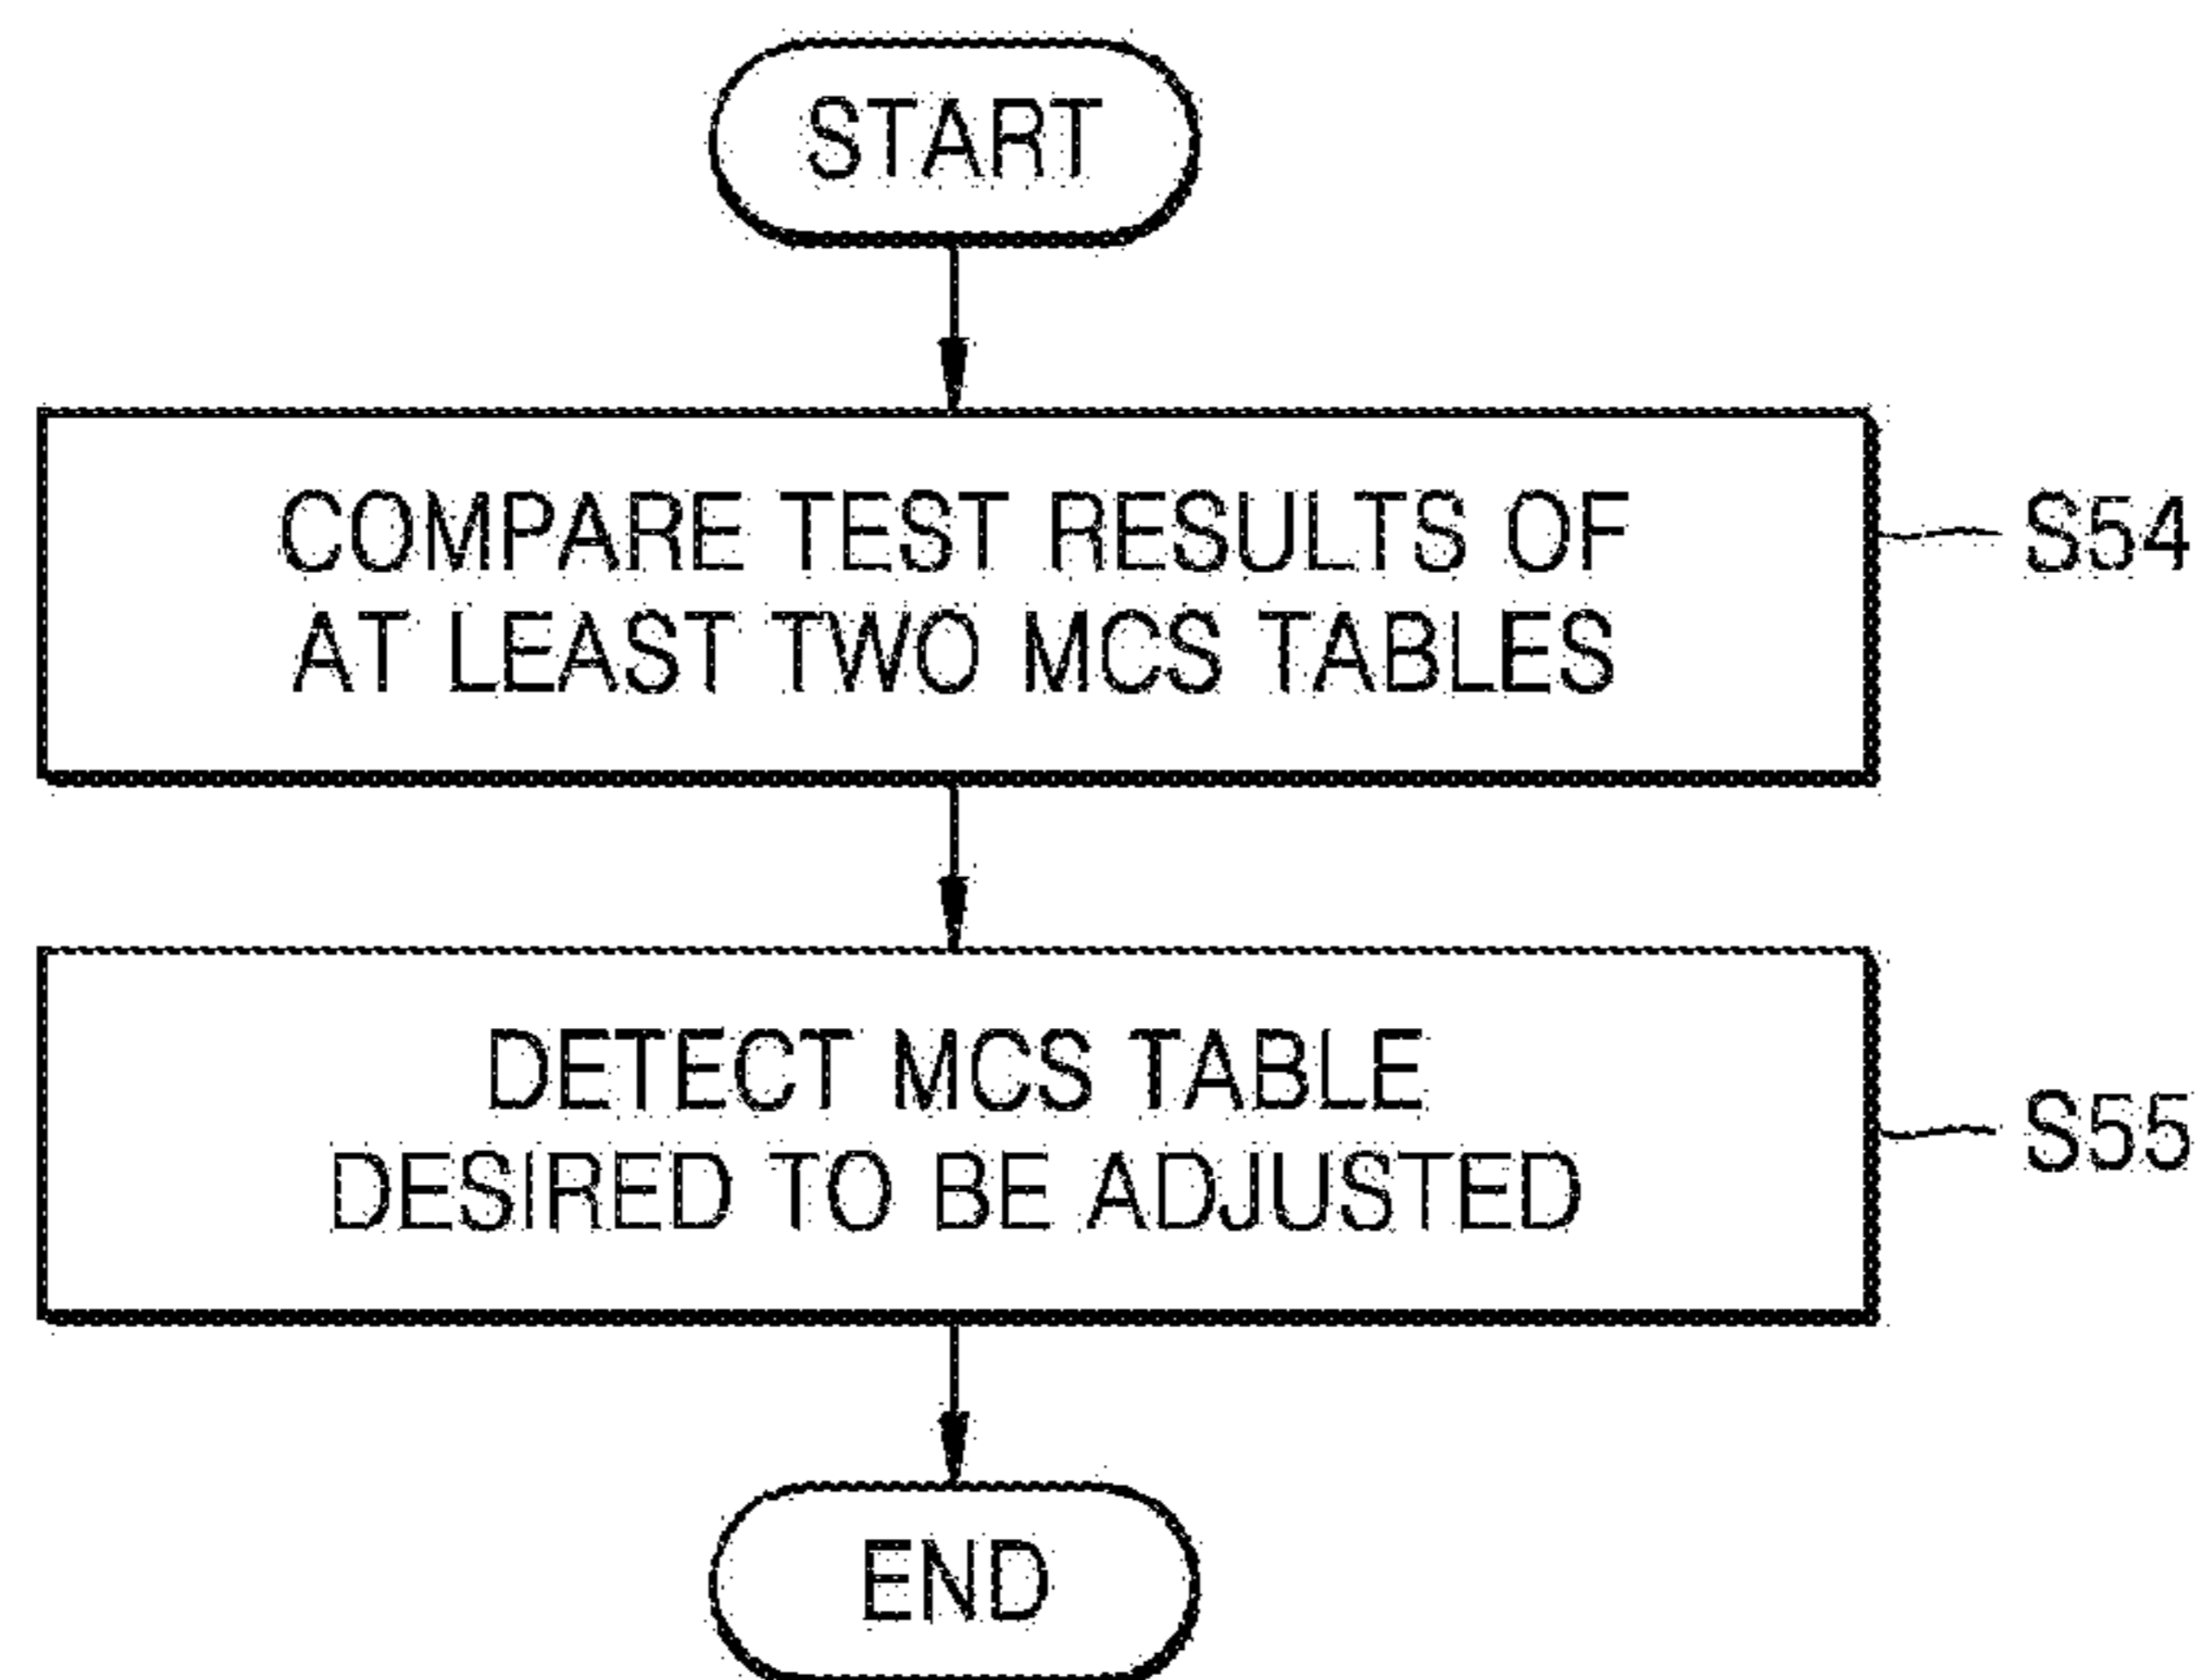 START
COMPARE TEST RESULTS OF
AT LEAST TWO MCS TABLES
S54
DETECT MCS TABLE
DESIRED TO BE ADJUSTED
S55
END